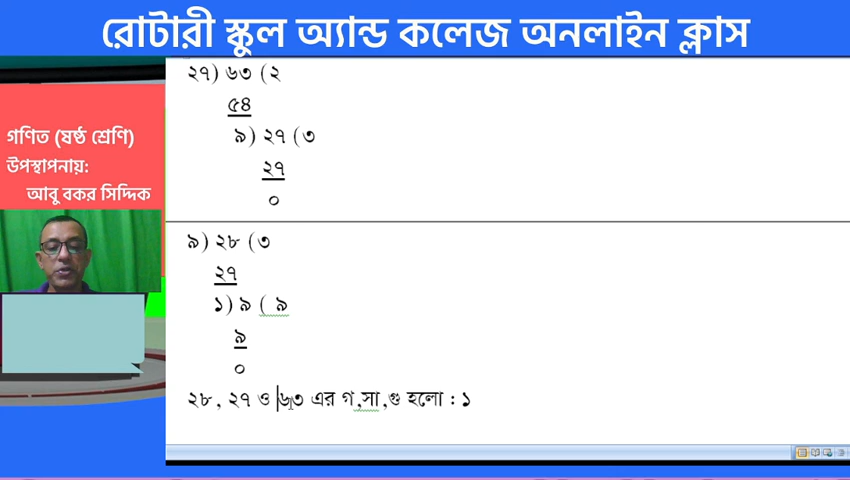 রোটারী স্কুল অ্যান্ড কলেজ অনলাইন ক্লাস
গণিত (ষষ্ঠ শ্রেণি)
উপস্থাপনায়:
আবু বকর সিদ্দিক
২৭) ৬৩ (২
৫৪
৯) ২৭ (৩
২৭
০
৯) ২৮ (৩
২৭
১) ৯ ( ৯
৯
০
২৮, ২৭ ও ৬৩ এর গ,সা,গু হলো : ১